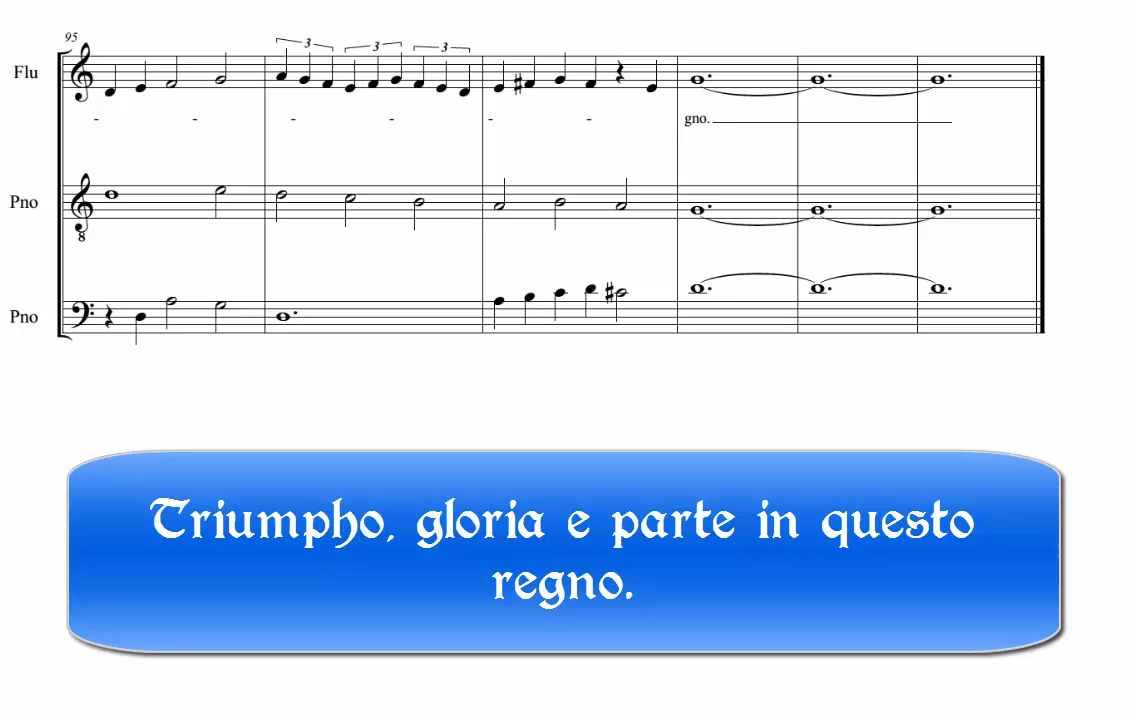 95
Flu
3 3 3
- - - - - - gno.
Pno
8
Pno
Triumpho, gloria e parte in questo
regno.